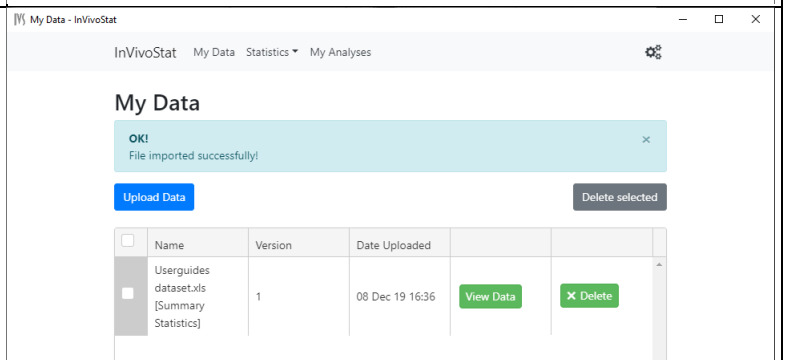 IVS My Data - InVivoStat
InVivoStat My Data Statistics My Analyses
My Data
OK!
File imported successfully!
Upload Data Delete selected
Name Version Date Uploaded
Userguides
dataset.xls
[Summary
Statistics]
1 08 Dec 19 16:36 View Data × Delete